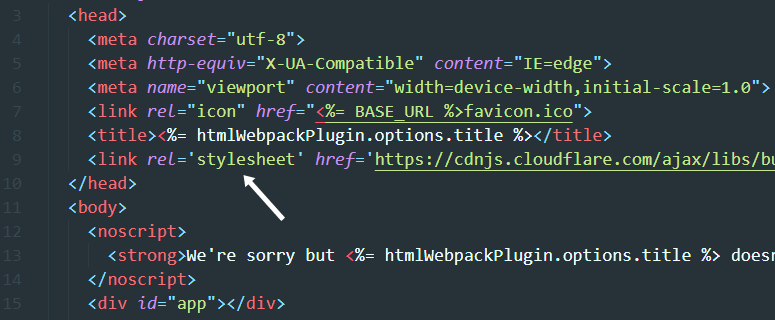 3 <head>
4 <meta charset="utf-8">
5 <meta http-equiv="X-UA-Compatible" content="IE=edge">
6 <meta name="viewport" content="width=device-width,initial-scale=1.0">
7 <link rel="icon" href="<%= BASE_URL %>favicon.ico">
8 <title><%= htmlWebpackPlugin.options.title %></title>
9 <link rel='stylesheet' href='https://cdnjs.cloudflare.com/ajax/libs/bu
10 </head>
11 <body>
12 <noscript>
13 <strong>We're sorry but <%= htmlWebpackPlugin.options.title %> doesn
14 </noscript>
15 <div id="app"></div>